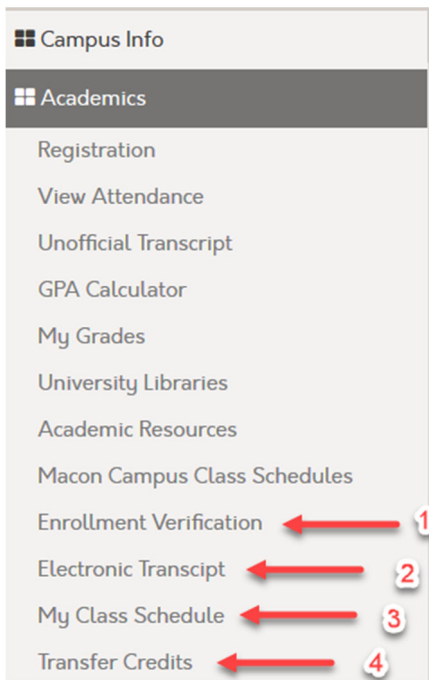 Campus Info
Academics
Registration
View Attendance
Unofficial Transcript
GPA Calculator
My Grades
University Libraries
Academic Resources
Macon Campus Class Schedules
Enrollment Verification 1
Electronic Transcipt 2
My Class Schedule 3
Transfer Credits 4